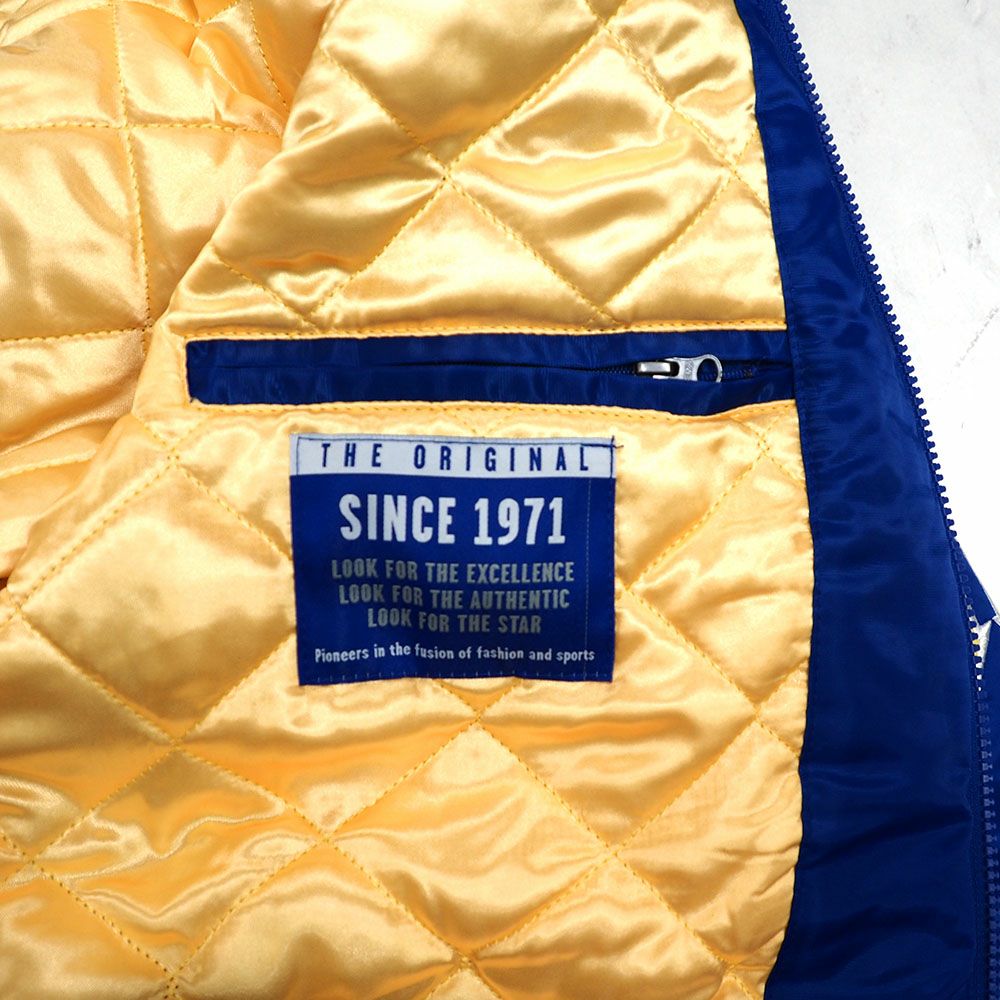 THE ORIGINAL
SINCE 1971
LOOK FOR THE EXCELLENCE
LOOK FOR THE AUTHENTIC
LOOK FOR THE STAR
Pioneers in the fusion of fashion and sports